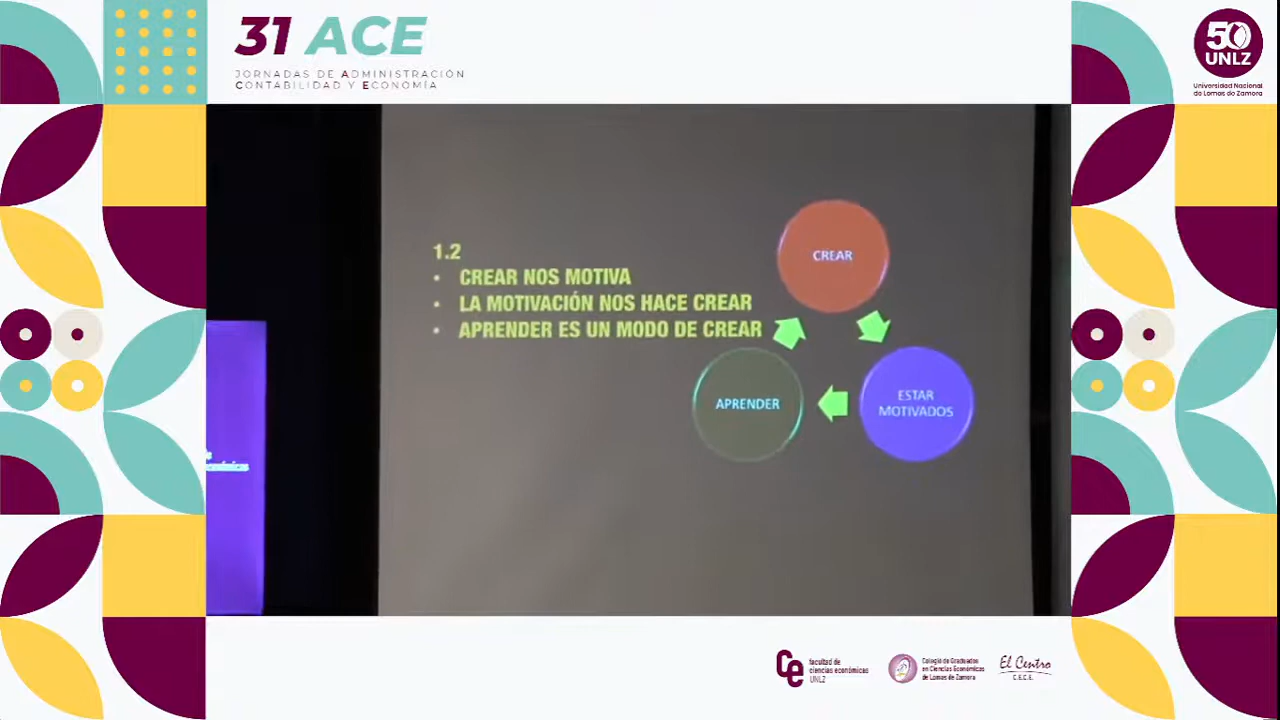 31 ACE
JORNADAS DE ADMINISTRACIÓN
CONTABILIDAD Y ECONOMÍA
50
UNLZ
Universidad Nacional
de Lomas de Zamora
1.2
• CREAR NOS MOTIVA
• LA MOTIVACIÓN NOS HACE CREAR
• APRENDER ES UN MODO DE CREAR
CREAR
ESTAR
MOTIVADOS
APRENDER
ce
facultad de
ciencias económicas
UNLZ
Colegio de Graduados
en Ciencias Económicas
de Lomas de Zamora
El Centro
C.E.C.E.